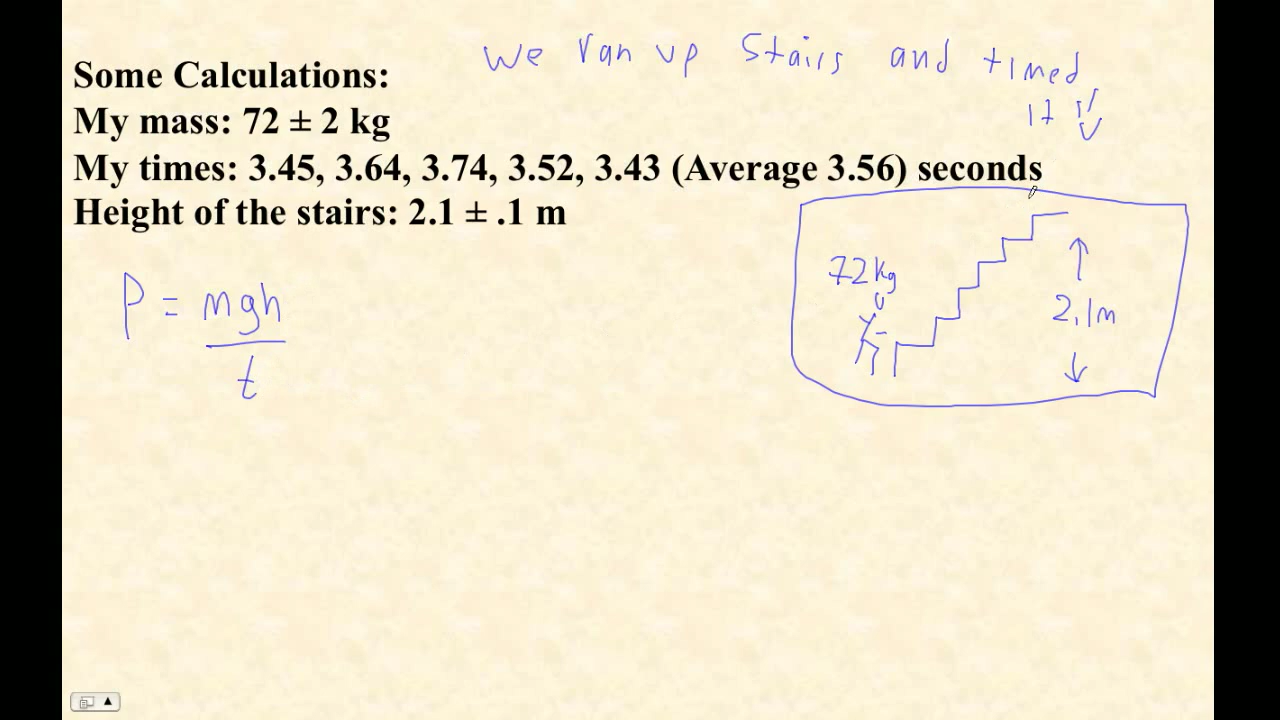 We ran up stairs and timed
it
Some Calculations:
My mass: 72 ± 2 kg
My times: 3.45, 3.64, 3.74, 3.52, 3.43 (Average 3.56) seconds
Height of the stairs: 2.1 ± .1 m
P = mgh
t
72kg
2.1m